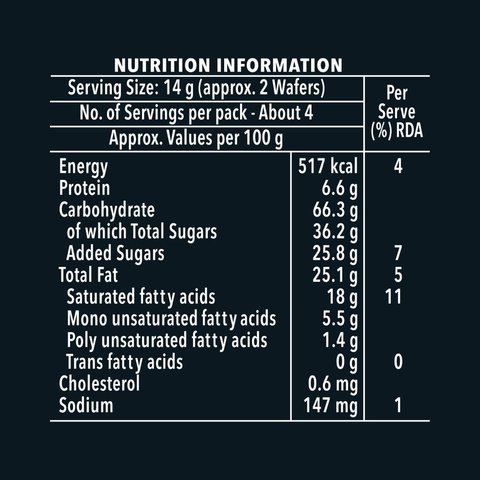 NUTRITION INFORMATION
Serving Size: 14 g (approx. 2 Wafers)
No. of Servings per pack - About 4
Approx. Values per 100 g
Per
Serve
(%) RDA
Energy 517 kcal 4
Protein 6.6 g
Carbohydrate 66.3 g
of which Total Sugars 36.2 g
Added Sugars 25.8 g 7
Total Fat 25.1 g 5
Saturated fatty acids 18 g 11
Mono unsaturated fatty acids 5.5 g
Poly unsaturated fatty acids 1.4 g
Trans fatty acids 0 g 0
Cholesterol 0.6 mg
Sodium 147 mg 1